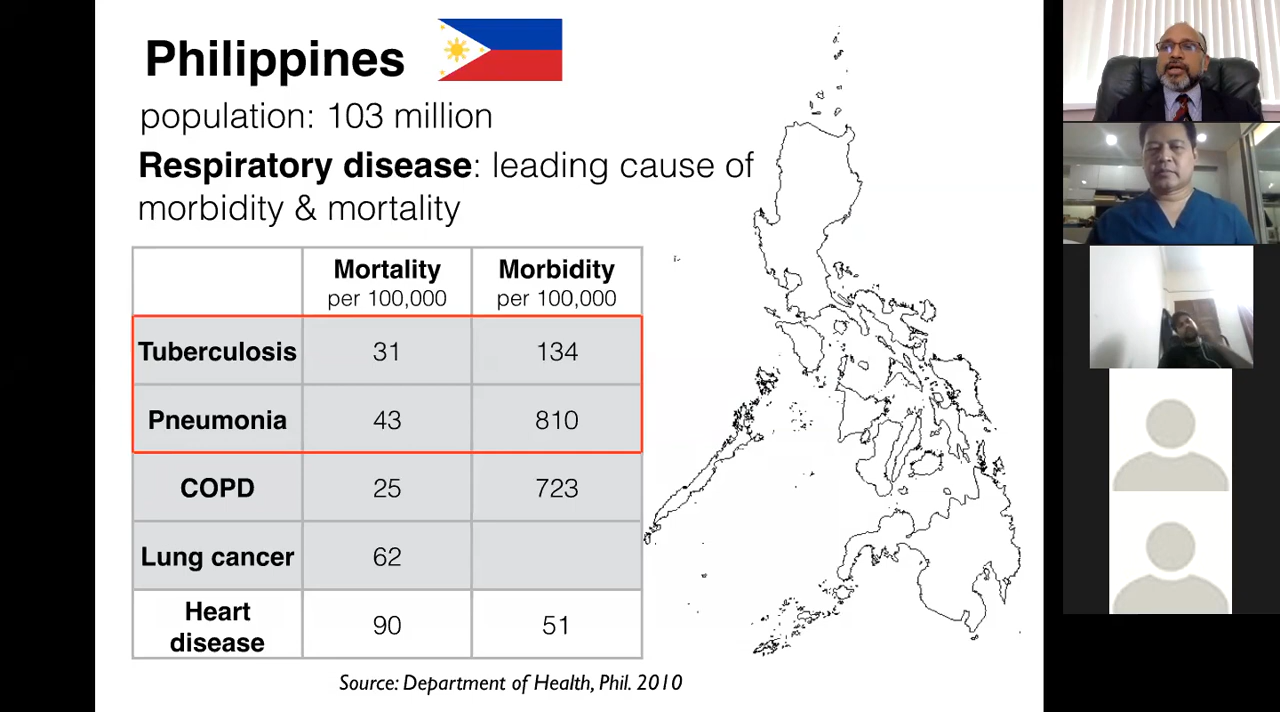 Philippines
population: 103 million
Respiratory disease: leading cause of
morbidity & mortality
Mortality Morbidity
per 100,000 per 100,000
Tuberculosis 31 134
Pneumonia 43 810
COPD 25 723
Lung cancer 62
Heart
disease 90 51
Source: Department of Health, Phil. 2010